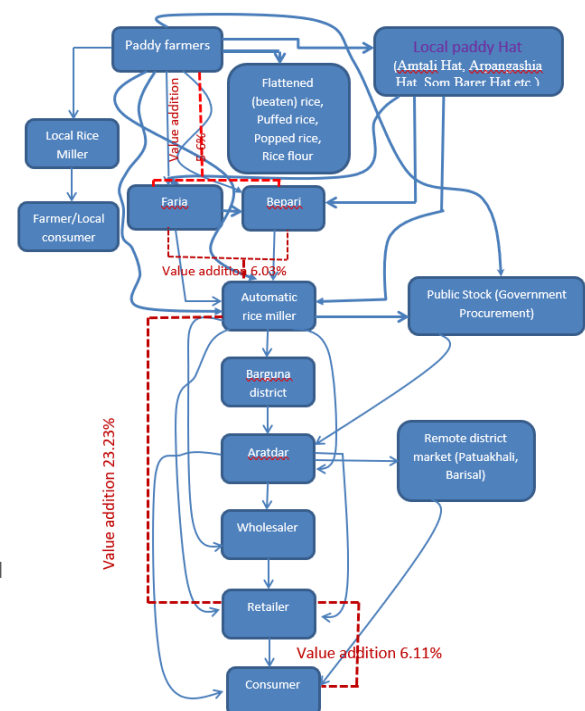 Paddy farmers
Local paddy Hat
(Amtali Hat, Arpangashia
Hat, Som Barer Hat etc.)
Flattened
(beaten) rice,
Puffed rice,
Popped rice,
Rice flour
Value addition
Local Rice
Miller
Faria
Bepari
Farmer/Local
consumer
Value addition 6.03%
Automatic
rice miller
Public Stock (Government
Procurement)
Barguna
district
Value addition 23.23%
Aratdar
Remote district
market (Patuakhali,
Barisal)
Wholesaler
Retailer
Value addition 6.11%
Consumer